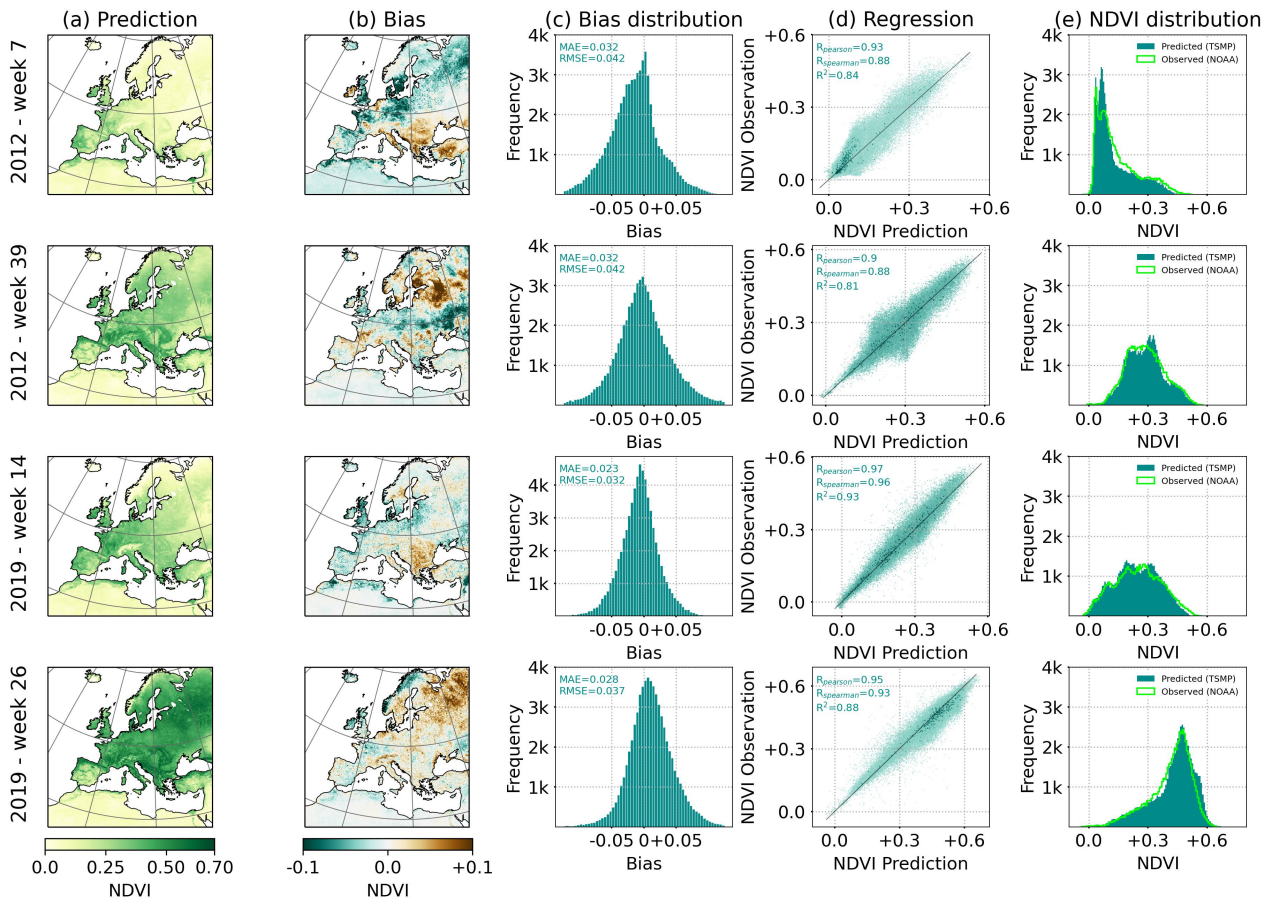 (a) Prediction (b) Bias (c) Bias distribution (d) Regression (e) NDVI distribution
2012 - week 7
Frequency
4k
3k
2k
1k
MAE=0.032
RMSE=0.042
-0.05 0+0.05
Bias
NDVI Observation
+0.3
0.0
Rpearson=0.93
Rspearman=0.88
R²=0.84
0.0 +0.3 +0.6
NDVI Prediction
Frequency
4k
3k
2k
1k
Predicted (TSMP)
Observed (NOAA)
0.0 +0.3 +0.6
NDVI
2012 - week 39
Frequency
4k
3k
2k
1k
MAE=0.032
RMSE=0.042
-0.05 0+0.05
Bias
NDVI Observation
+0.6
+0.3
0.0
Rpearson=0.9
Rspearman=0.88
R²=0.81
0.0 +0.3 +0.6
NDVI Prediction
Frequency
4k
3k
2k
1k
Predicted (TSMP)
Observed (NOAA)
0.0 +0.3 +0.6
NDVI
2019 - week 14
Frequency
4k
3k
2k
1k
MAE=0.023
RMSE=0.032
-0.05 0+0.05
Bias
NDVI Observation
+0.6
+0.3
0.0
Rpearson=0.97
Rspearman=0.96
R²=0.93
0.0 +0.3 +0.6
NDVI Prediction
Frequency
4k
3k
2k
1k
Predicted (TSMP)
Observed (NOAA)
0.0 +0.3 +0.6
NDVI
2019 - week 26
Frequency
4k
3k
2k
1k
MAE=0.028
RMSE=0.037
-0.05 0+0.05
Bias
NDVI Observation
+0.6
+0.3
0.0
Rpearson=0.95
Rspearman=0.93
R²=0.88
0.0 +0.3 +0.6
NDVI Prediction
Frequency
4k
3k
2k
1k
Predicted (TSMP)
Observed (NOAA)
0.0 +0.3 +0.6
NDVI
0.0 0.25 0.50 0.70
NDVI
-0.1 0.0 +0.1
NDVI